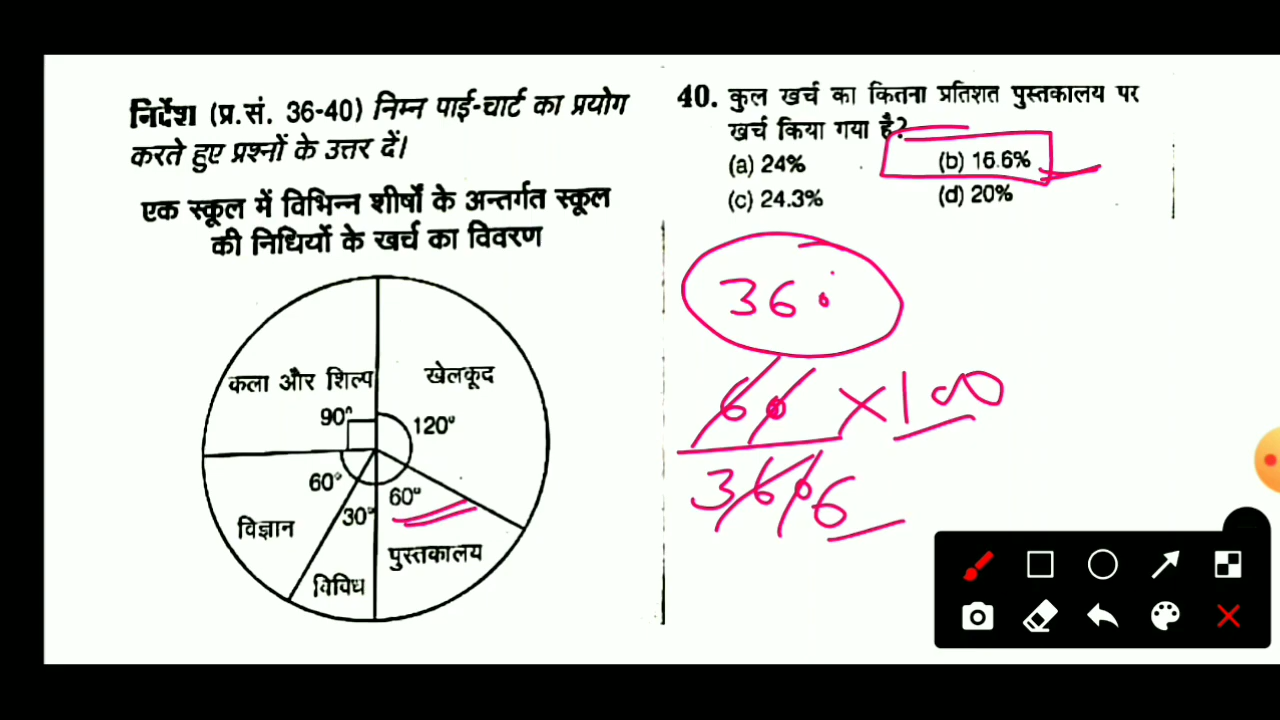 निर्देश (प्र.सं. 36-40) निम्न पाई-चार्ट का प्रयोग
करते हुए प्रश्नों के उत्तर दें।
एक स्कूल में विभिन्न शीर्षों के अन्तर्गत स्कूल
की निधियों के खर्च का विवरण
कला और शिल्प
90°
खेलकूद
120°
60°
विज्ञान
30°
विविध
60°
पुस्तकालय
40. कुल खर्च का कितना प्रतिशत पुस्तकालय पर
खर्च किया गया है?
(a) 24% (b) 16.6%
(c) 24.3% (d) 20%
360
60 × 100
360 6